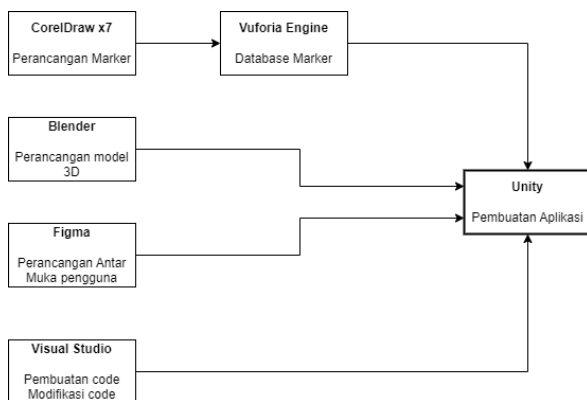 CorelDraw x7
Perancangan Marker
Vuforia Engine
Database Marker
Blender
Perancangan model
3D
Figma
Perancangan Antar
Muka pengguna
Visual Studio
Pembuatan code
Modifikasi code
Unity
Pembuatan Aplikasi